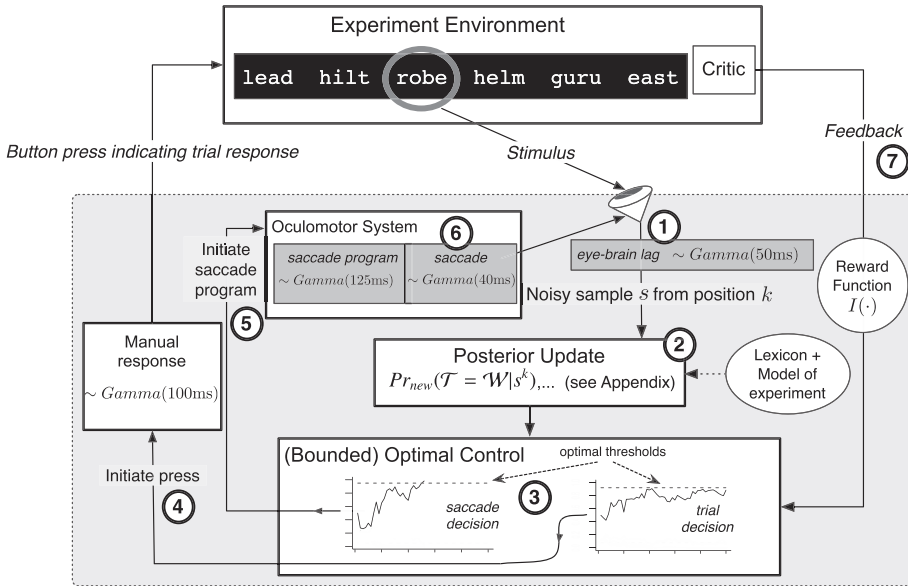 Experiment Environment
lead hilt robe helm guru east
Critic
Button press indicating trial response
Stimulus
Feedback
7
Oculomotor System
6
1
Initiate
saccade
program
saccade program
∼ Gamma(125ms)
saccade
∼ Gamma(40ms)
eye-brain lag ∼ Gamma(50ms)
Reward
Function
I(·)
5
Noisy sample s from position k
Manual
response
∼ Gamma(100ms)
2
Posterior Update
Pr_new(𝒯 = 𝒲|s^k),... (see Appendix)
Lexicon +
Model of
experiment
(Bounded) Optimal Control
optimal thresholds
Initiate press
4
3
saccade
decision
trial
decision